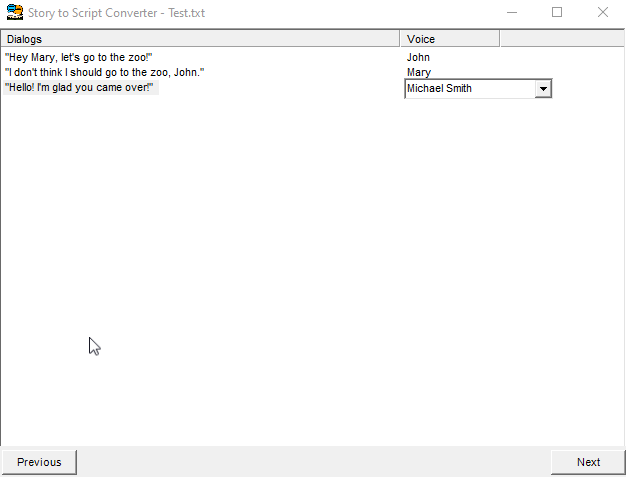 Story to Script Converter - Test.txt
Dialogs Voice
"Hey Mary, let's go to the zoo!" John
"I don't think I should go to the zoo, John." Mary
"Hello! I'm glad you came over!" Michael Smith
Previous Next